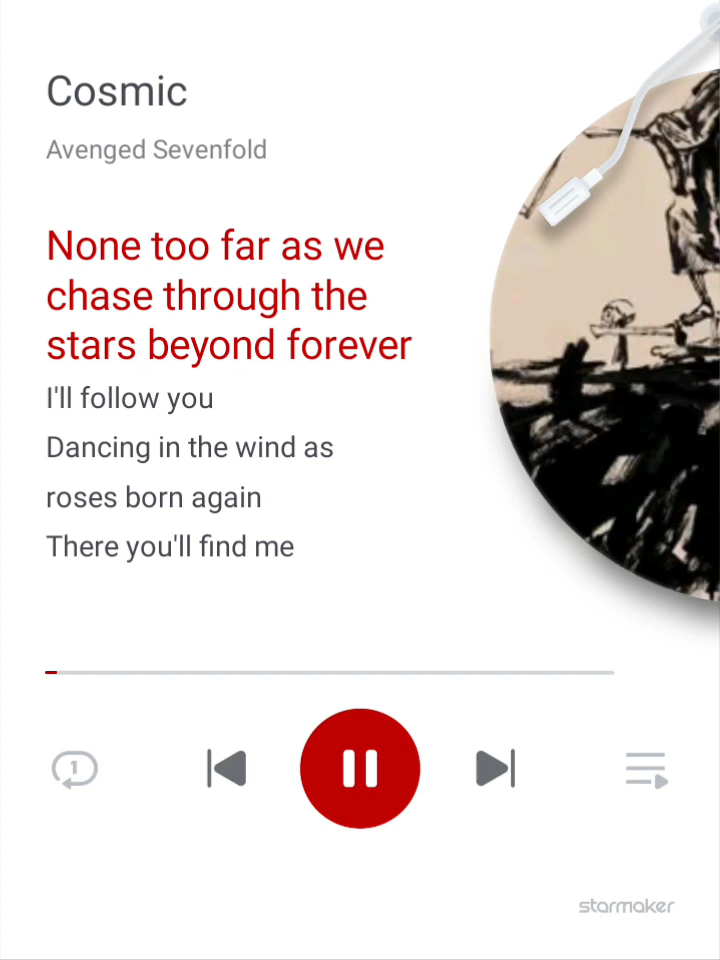 Cosmic
Avenged Sevenfold
None too far as we
chase through the
stars beyond forever
I'll follow you
Dancing in the wind as
roses born again
There you'll find me
1
starmaker